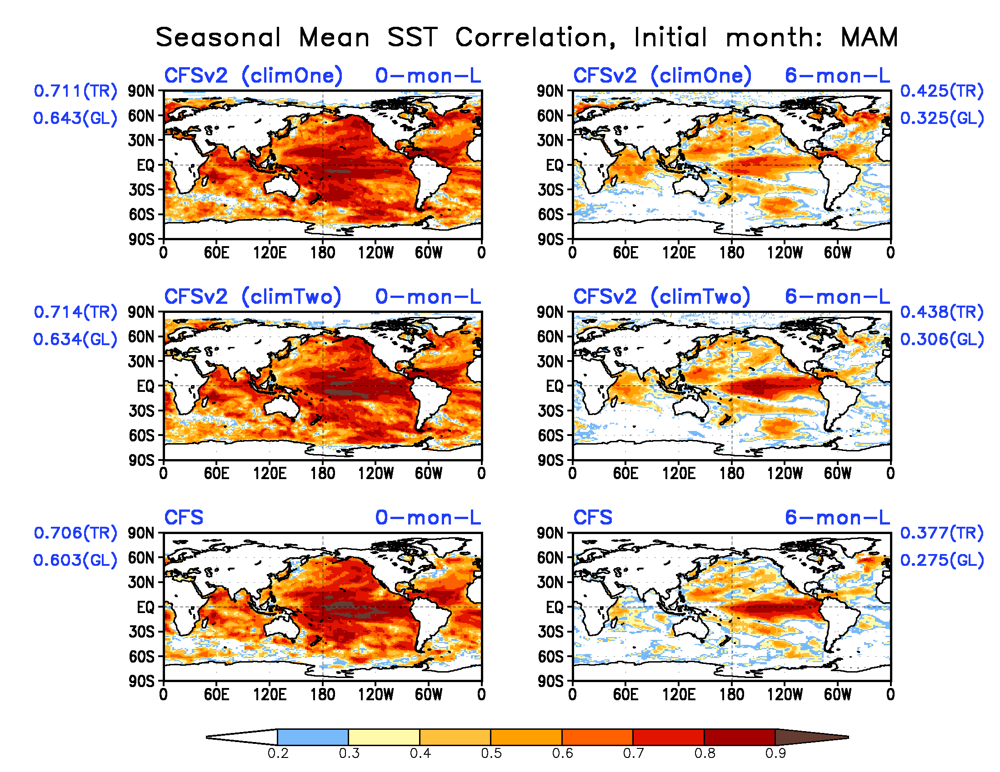 Seasonal Mean SST Correlation, Initial month: MAM
CFSv2 (climOne) 0-mon-L
0.711(TR)
0.643(GL)
90N
60N
30N
EQ
30S
60S
90S
0 60E 120E 180 120W 60W 0
CFSv2 (climOne) 6-mon-L
0.425(TR)
0.325(GL)
90N
60N
30N
EQ
30S
60S
90S
0 60E 120E 180 120W 60W 0
CFSv2 (climTwo) 0-mon-L
0.714(TR)
0.634(GL)
90N
60N
30N
EQ
30S
60S
90S
0 60E 120E 180 120W 60W 0
CFSv2 (climTwo) 6-mon-L
0.438(TR)
0.306(GL)
90N
60N
30N
EQ
30S
60S
90S
0 60E 120E 180 120W 60W 0
CFS 0-mon-L
0.706(TR)
0.603(GL)
90N
60N
30N
EQ
30S
60S
90S
0 60E 120E 180 120W 60W 0
CFS 6-mon-L
0.377(TR)
0.275(GL)
90N
60N
30N
EQ
30S
60S
90S
0 60E 120E 180 120W 60W 0
0.2 0.3 0.4 0.5 0.6 0.7 0.8 0.9